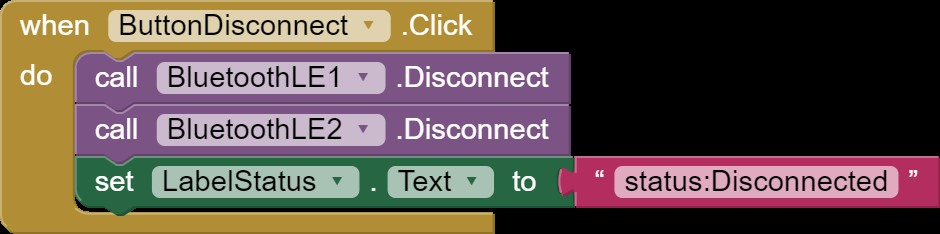 when ButtonDisconnect .Click
do call BluetoothLE1 .Disconnect
call BluetoothLE2 .Disconnect
set LabelStatus . Text to “ status:Disconnected ”